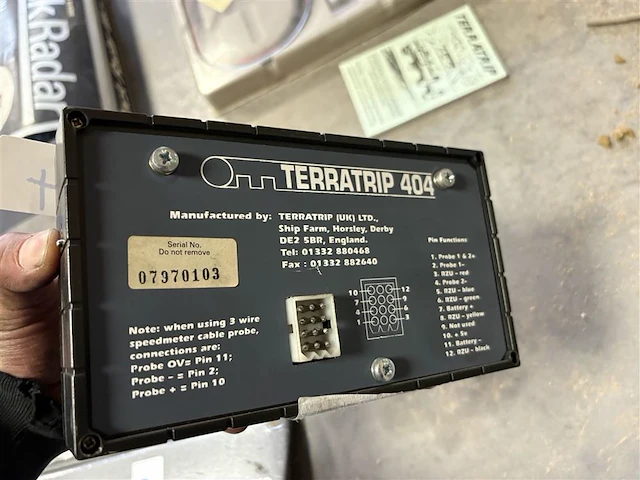 kRadar
TERRATRIP
TERRATRIP 404
Manufactured by: TERRATRIP (UK) LTD.,
Ship Farm, Horsley, Derby
DE2 5BR, England.
Tel: 01332 880468
Fax : 01332 882640
Serial No.
Do not remove
07970103
Pin Functions
1. Probe 1 & 2+
2. Probe 1-
3. RZU - red
4. Probe 2-
5. RZU - blue
6. RZU - green
7. Battery +
8. RZU - yellow
9. Not used
10. + 5v
11. Battery -
12. RZU - black
10 12
7 9
4 6
1 3
Note: when using 3 wire
speedmeter cable probe,
connections are:
Probe OV= Pin 11;
Probe - = Pin 2;
Probe + = Pin 10